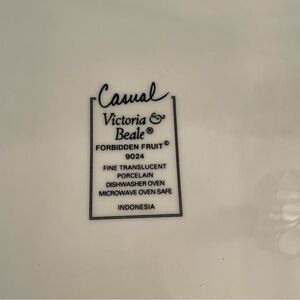 Casual
Victoria &
Beale®
FORBIDDEN FRUIT©
9024
FINE TRANSLUCENT
PORCELAIN
DISHWASHER OVEN
MICROWAVE OVEN SAFE
INDONESIA